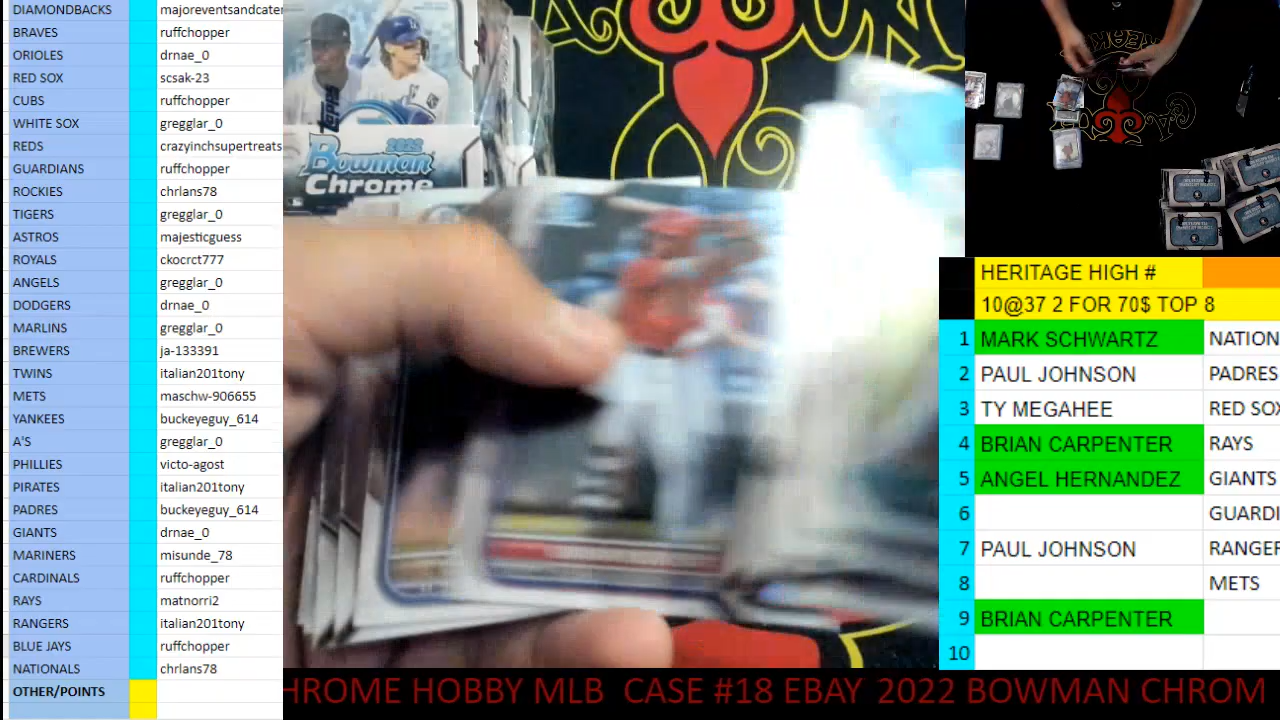 DIAMONDBACKS majoreventsandcater
BRAVES ruffchopper
ORIOLES drnae_0
RED SOX scsak-23
CUBS ruffchopper
WHITE SOX gregglar_0
REDS crazyinchsupertreats
GUARDIANS ruffchopper
ROCKIES chrlans78
TIGERS gregglar_0
ASTROS majesticguess
ROYALS ckocrct777
ANGELS gregglar_0
DODGERS drnae_0
MARLINS gregglar_0
BREWERS ja-133391
TWINS italian201tony
METS maschw-906655
YANKEES buckeyeguy_614
A'S gregglar_0
PHILLIES victo-agost
PIRATES italian201tony
PADRES buckeyeguy_614
GIANTS drnae_0
MARINERS misunde_78
CARDINALS ruffchopper
RAYS matnorri2
RANGERS italian201tony
BLUE JAYS ruffchopper
NATIONALS chrlans78
OTHER/POINTS
topps
2022
Bowman
Chrome
HERITAGE HIGH #
10@37 2 FOR 70$ TOP 8
1 MARK SCHWARTZ NATION
2 PAUL JOHNSON PADRES
3 TY MEGAHEE RED SOX
4 BRIAN CARPENTER RAYS
5 ANGEL HERNANDEZ GIANTS
6 GUARDI
7 PAUL JOHNSON RANGER
8 METS
9 BRIAN CARPENTER
10
HROME HOBBY MLB CASE #18 EBAY 2022 BOWMAN CHROM